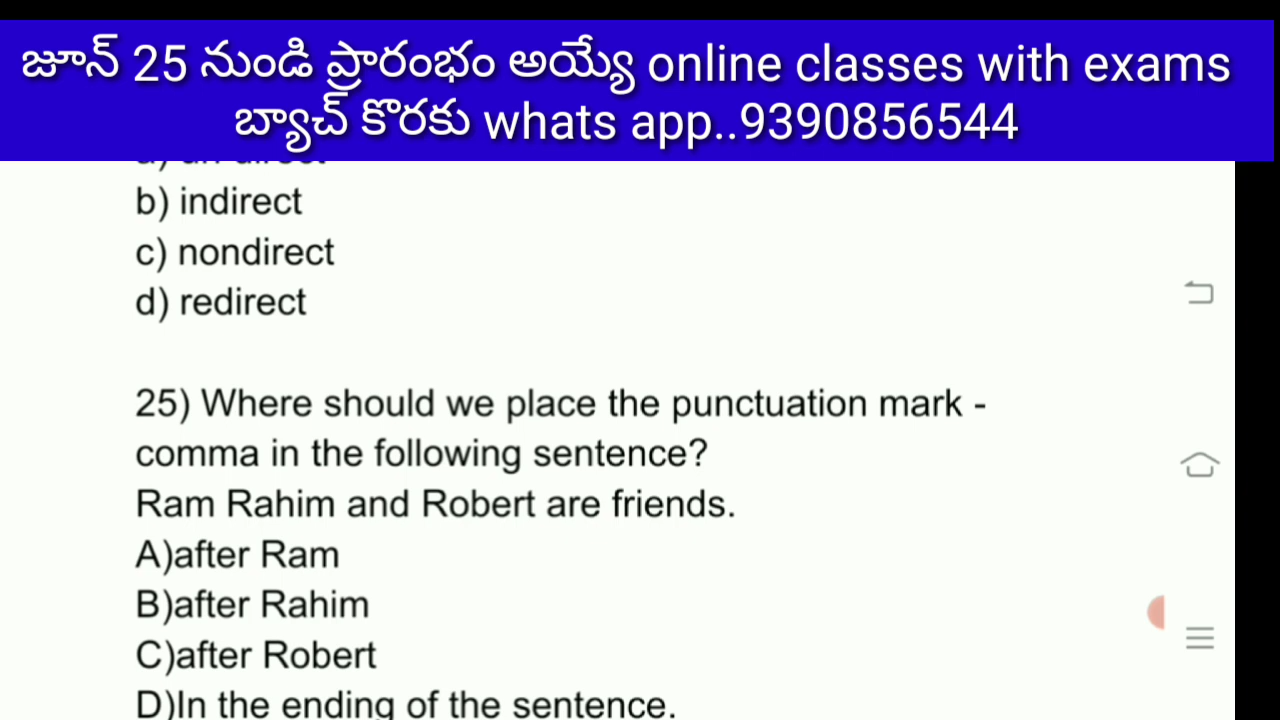 జూన్ 25 నుండి ప్రారంభం అయ్యే online classes with exams
బ్యాచ్ కొరకు whats app..9390856544
b) indirect
c) nondirect
d) redirect
25) Where should we place the punctuation mark -
comma in the following sentence?
Ram Rahim and Robert are friends.
A)after Ram
B)after Rahim
C)after Robert
D)In the ending of the sentence.